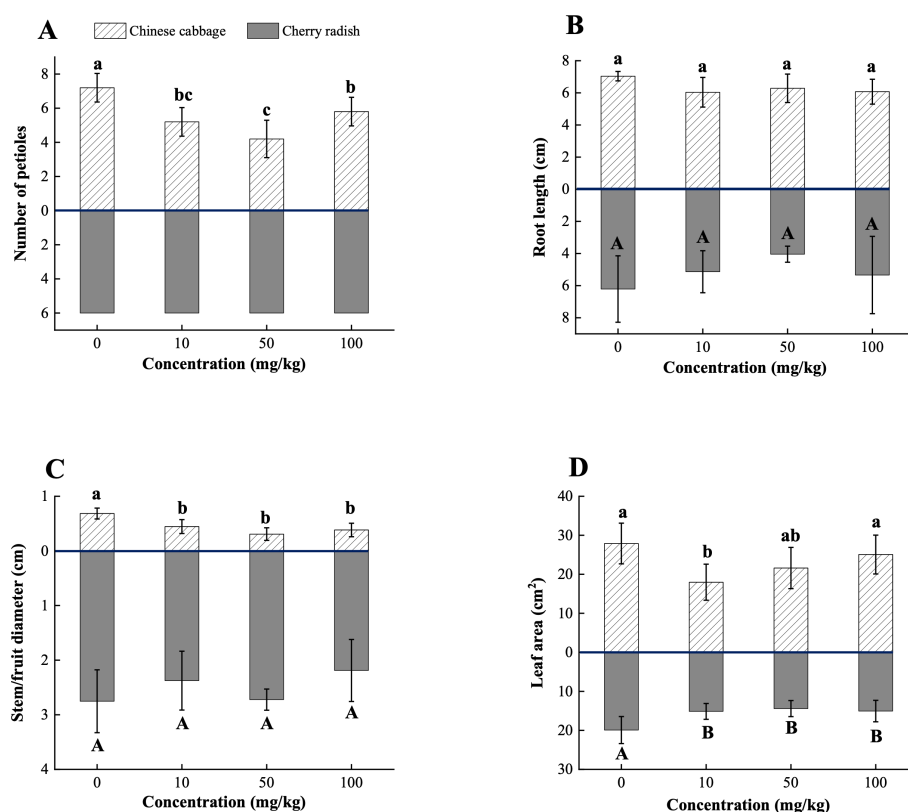 A
Chinese cabbage
Cherry radish
a
bc
c
b
8
6
4
2
0
2
4
6
Number of petioles
0 10 50 100
Concentration (mg/kg)
B
a a a a
8
6
4
2
0
2
4
6
8
Root length (cm)
A A A A
0 10 50 100
Concentration (mg/kg)
C
a b b b
1
0
1
2
3
4
Stem/fruit diameter (cm)
A A A A
0 10 50 100
Concentration (mg/kg)
D
a b ab a
40
30
20
10
0
10
20
30
Leaf area (cm²)
A B B B
0 10 50 100
Concentration (mg/kg)